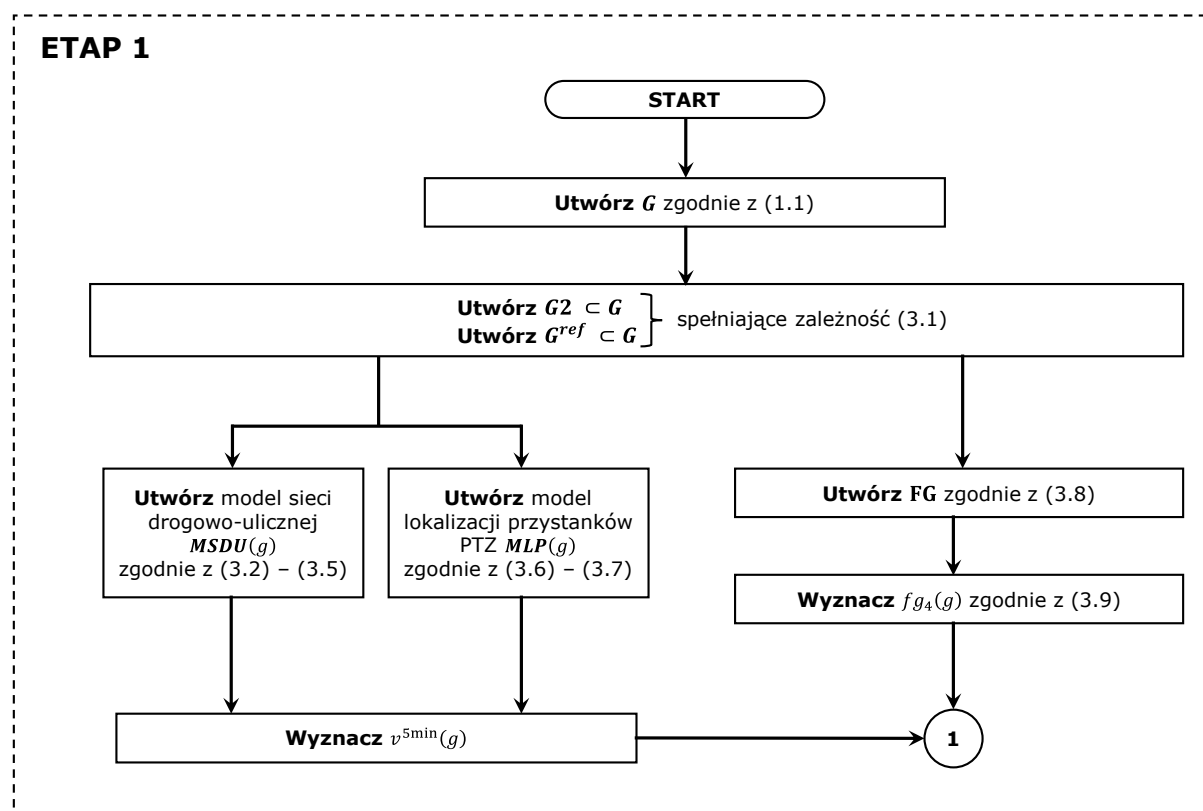 ETAP 1
START
Utwórz G zgodnie z (1.1)
Utwórz G2 ⊂ G
Utwórz G^ref ⊂ G
spełniające zależność (3.1)
Utwórz model sieci
drogowo-ulicznej
MSDU(g)
zgodnie z (3.2) – (3.5)
Utwórz model
lokalizacji przystanków
PTZ MLP(g)
zgodnie z (3.6) – (3.7)
Utwórz FG zgodnie z (3.8)
Wyznacz fg₄(g) zgodnie z (3.9)
Wyznacz v^5min(g)
1